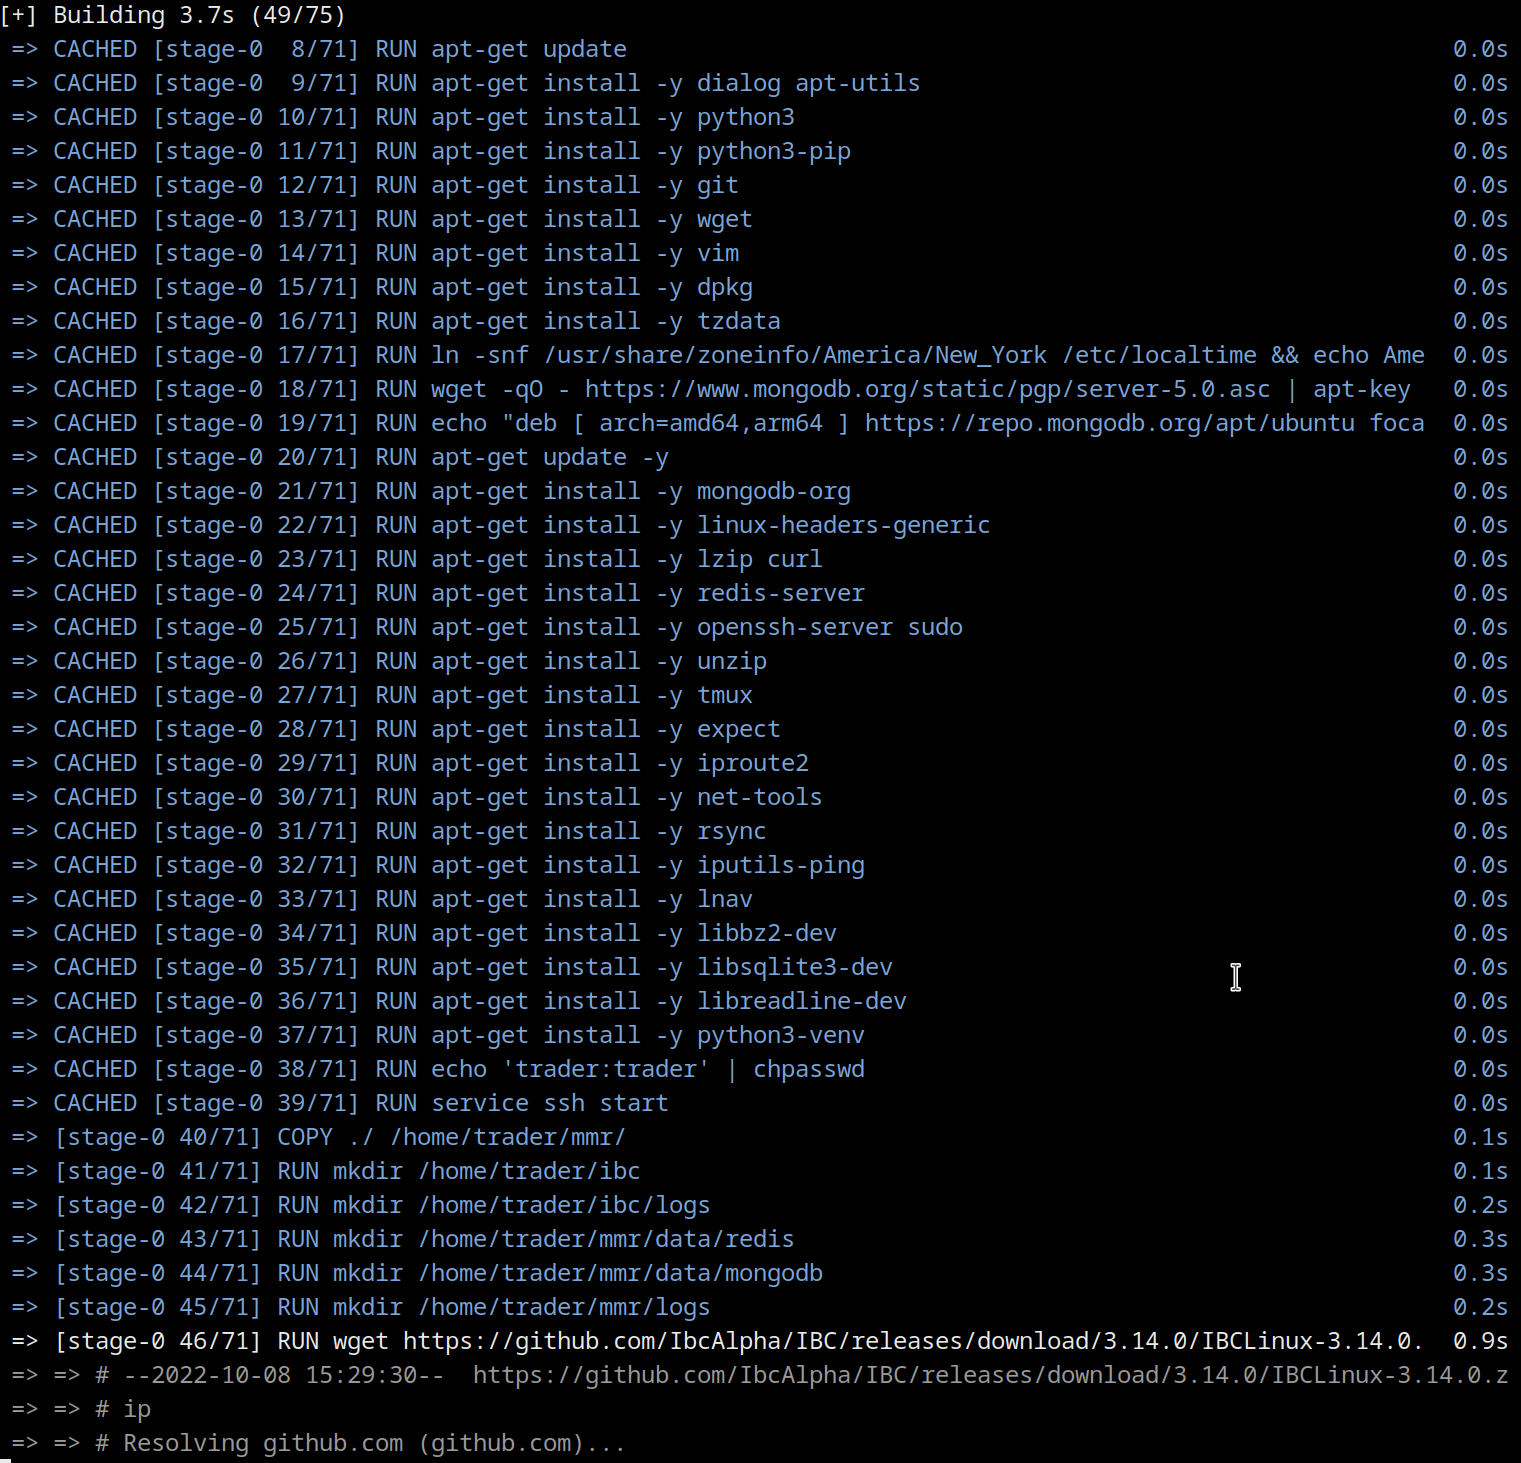 [+] Building 3.7s (49/75)
=> CACHED [stage-0  8/71] RUN apt-get update 0.0s
=> CACHED [stage-0  9/71] RUN apt-get install -y dialog apt-utils 0.0s
=> CACHED [stage-0 10/71] RUN apt-get install -y python3 0.0s
=> CACHED [stage-0 11/71] RUN apt-get install -y python3-pip 0.0s
=> CACHED [stage-0 12/71] RUN apt-get install -y git 0.0s
=> CACHED [stage-0 13/71] RUN apt-get install -y wget 0.0s
=> CACHED [stage-0 14/71] RUN apt-get install -y vim 0.0s
=> CACHED [stage-0 15/71] RUN apt-get install -y dpkg 0.0s
=> CACHED [stage-0 16/71] RUN apt-get install -y tzdata 0.0s
=> CACHED [stage-0 17/71] RUN ln -snf /usr/share/zoneinfo/America/New_York /etc/localtime && echo Ame 0.0s
=> CACHED [stage-0 18/71] RUN wget -qO - https://www.mongodb.org/static/pgp/server-5.0.asc | apt-key 0.0s
=> CACHED [stage-0 19/71] RUN echo "deb [ arch=amd64,arm64 ] https://repo.mongodb.org/apt/ubuntu foca 0.0s
=> CACHED [stage-0 20/71] RUN apt-get update -y 0.0s
=> CACHED [stage-0 21/71] RUN apt-get install -y mongodb-org 0.0s
=> CACHED [stage-0 22/71] RUN apt-get install -y linux-headers-generic 0.0s
=> CACHED [stage-0 23/71] RUN apt-get install -y lzip curl 0.0s
=> CACHED [stage-0 24/71] RUN apt-get install -y redis-server 0.0s
=> CACHED [stage-0 25/71] RUN apt-get install -y openssh-server sudo 0.0s
=> CACHED [stage-0 26/71] RUN apt-get install -y unzip 0.0s
=> CACHED [stage-0 27/71] RUN apt-get install -y tmux 0.0s
=> CACHED [stage-0 28/71] RUN apt-get install -y expect 0.0s
=> CACHED [stage-0 29/71] RUN apt-get install -y iproute2 0.0s
=> CACHED [stage-0 30/71] RUN apt-get install -y net-tools 0.0s
=> CACHED [stage-0 31/71] RUN apt-get install -y rsync 0.0s
=> CACHED [stage-0 32/71] RUN apt-get install -y iputils-ping 0.0s
=> CACHED [stage-0 33/71] RUN apt-get install -y lnav 0.0s
=> CACHED [stage-0 34/71] RUN apt-get install -y libbz2-dev 0.0s
=> CACHED [stage-0 35/71] RUN apt-get install -y libsqlite3-dev 0.0s
=> CACHED [stage-0 36/71] RUN apt-get install -y libreadline-dev 0.0s
=> CACHED [stage-0 37/71] RUN apt-get install -y python3-venv 0.0s
=> CACHED [stage-0 38/71] RUN echo 'trader:trader' | chpasswd 0.0s
=> CACHED [stage-0 39/71] RUN service ssh start 0.0s
=> [stage-0 40/71] COPY ./ /home/trader/mmr/ 0.1s
=> [stage-0 41/71] RUN mkdir /home/trader/ibc 0.1s
=> [stage-0 42/71] RUN mkdir /home/trader/ibc/logs 0.2s
=> [stage-0 43/71] RUN mkdir /home/trader/mmr/data/redis 0.3s
=> [stage-0 44/71] RUN mkdir /home/trader/mmr/data/mongodb 0.3s
=> [stage-0 45/71] RUN mkdir /home/trader/mmr/logs 0.2s
=> [stage-0 46/71] RUN wget https://github.com/IbcAlpha/IBC/releases/download/3.14.0/IBCLinux-3.14.0. 0.9s
=> => # --2022-10-08 15:29:30--  https://github.com/IbcAlpha/IBC/releases/download/3.14.0/IBCLinux-3.14.0.z
=> => # ip
=> => # Resolving github.com (github.com)...